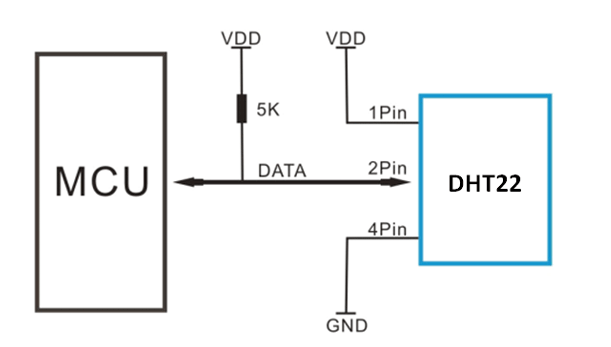 VDD
VDD
5K
1Pin
MCU
DATA
2Pin
DHT22
4Pin
GND